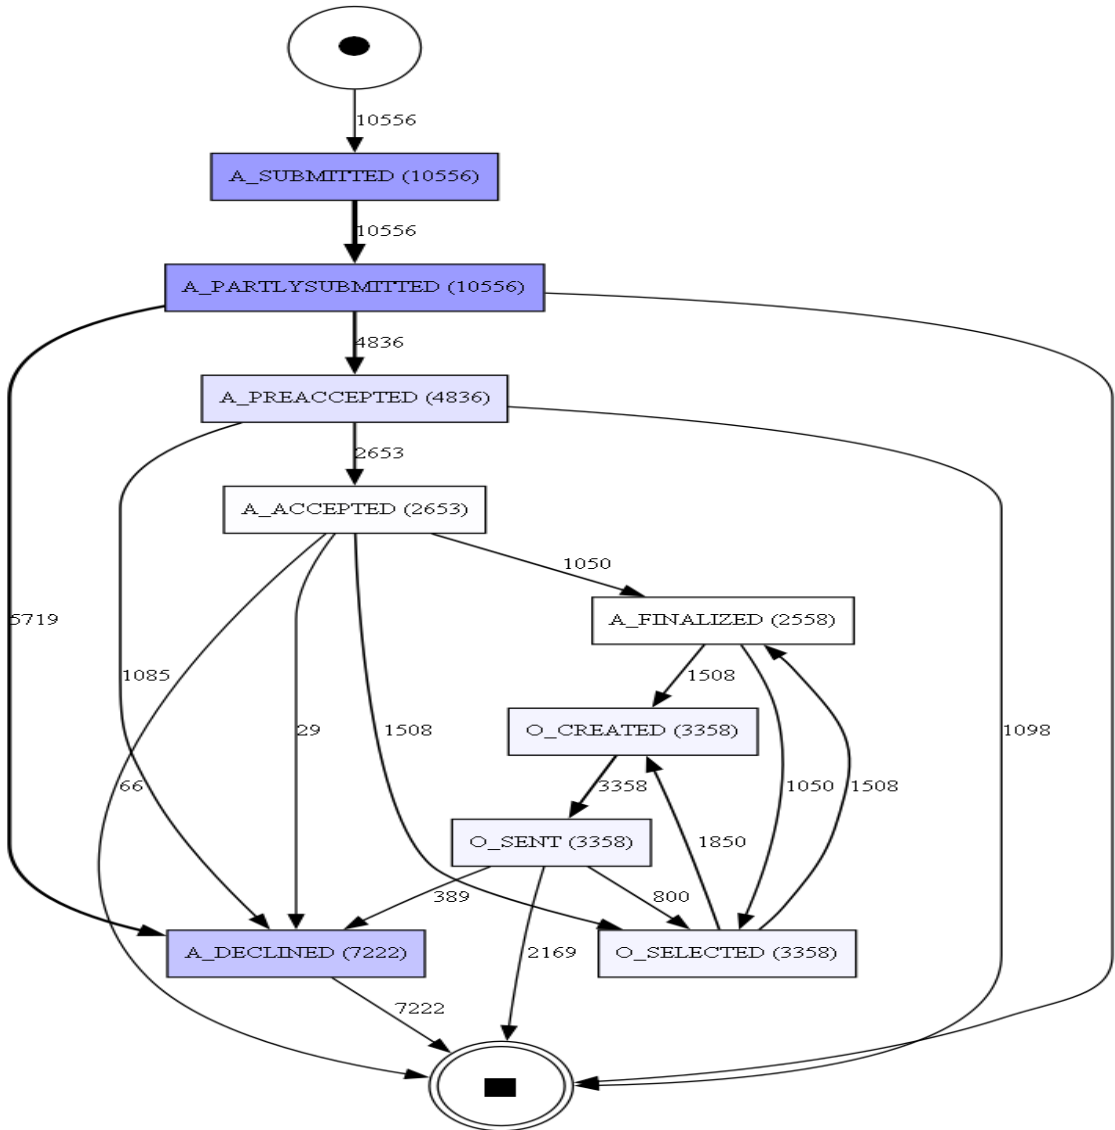 10556
A_SUBMITTED (10556)
10556
A_PARTLYSUBMITTED (10556)
4836
A_PREACCEPTED (4836)
2653
A_ACCEPTED (2653)
1050
A_FINALIZED (2558)
5719
1085
1508
29
1508
O_CREATED (3358)
1098
66
3358
1050
1508
O_SENT (3358)
1850
389
800
A_DECLINED (7222)
2169
O_SELECTED (3358)
7222